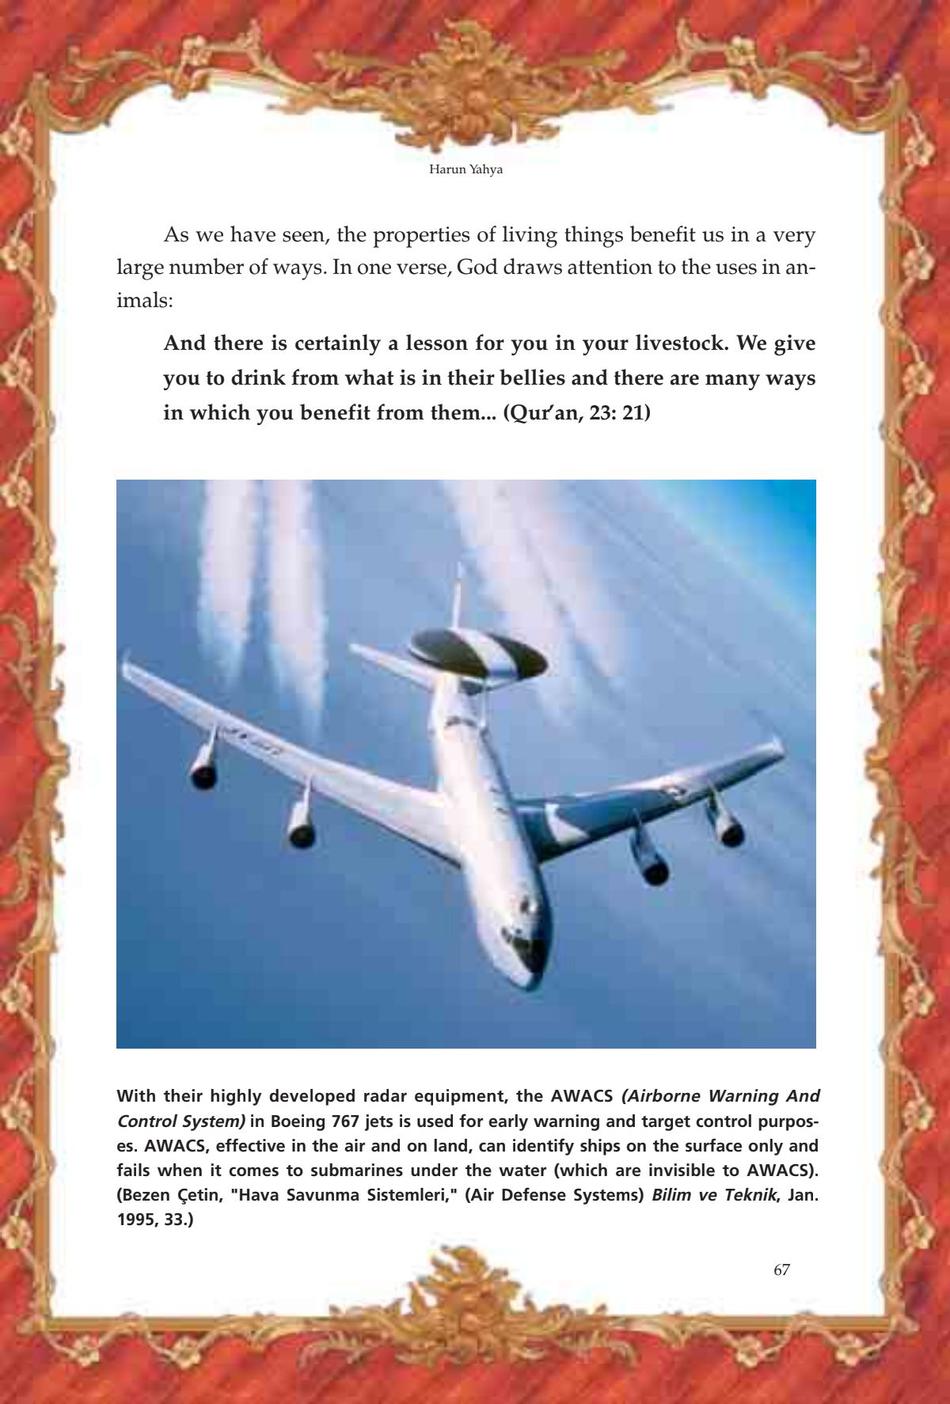 Harun Yahya
As we have seen, the properties of living things benefit us in a very
large number of ways. In one verse, God draws attention to the uses in an-
imals:
And there is certainly a lesson for you in your livestock. We give
you to drink from what is in their bellies and there are many ways
in which you benefit from them... (Qur’an, 23: 21)
With their highly developed radar equipment, the AWACS (Airborne Warning And
Control System) in Boeing 767 jets is used for early warning and target control purpos-
es. AWACS, effective in the air and on land, can identify ships on the surface only and
fails when it comes to submarines under the water (which are invisible to AWACS).
(Bezen Çetin, "Hava Savunma Sistemleri," (Air Defense Systems) Bilim ve Teknik, Jan.
1995, 33.)
67